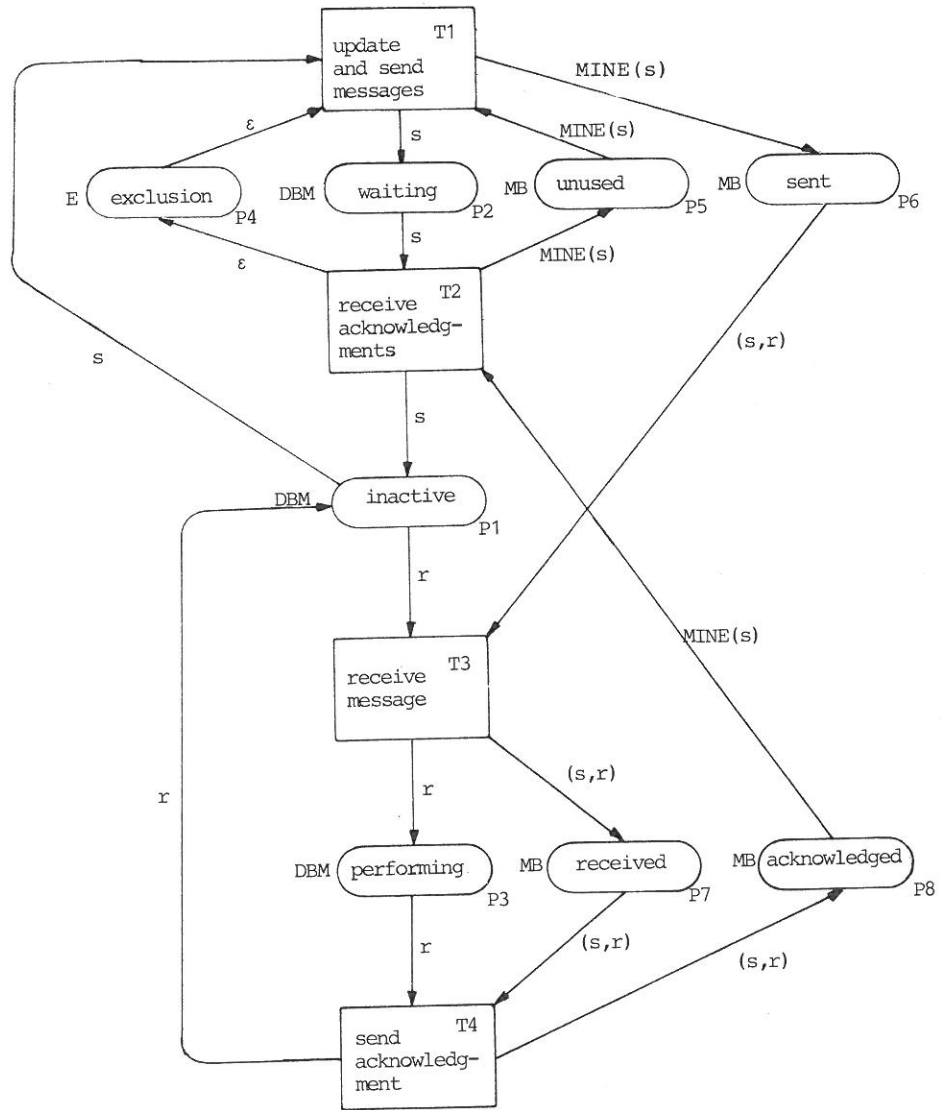 T1
update
and send
messages
MINE(s)
ε
s
MINE(s)
E exclusion P4
DBM waiting P2
MB unused P5
MB sent P6
s
ε
MINE(s)
T2
receive
acknowledg-
ments
(s,r)
s
s
DBM inactive P1
r
MINE(s)
T3
receive
message
r
r
(s,r)
DBM performing P3
MB received P7
MB acknowledged P8
r
(s,r)
(s,r)
T4
send
acknowledg-
ment